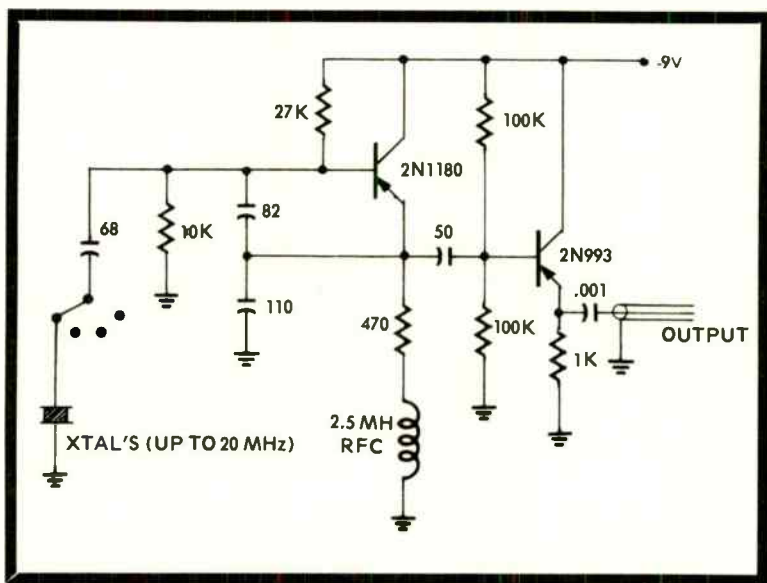 -9V
27K
100K
2N1180
68
10K
82
50
2N993
110
470
100K
.001
OUTPUT
1K
2.5 MH
RFC
XTAL'S (UP TO 20 MHz)